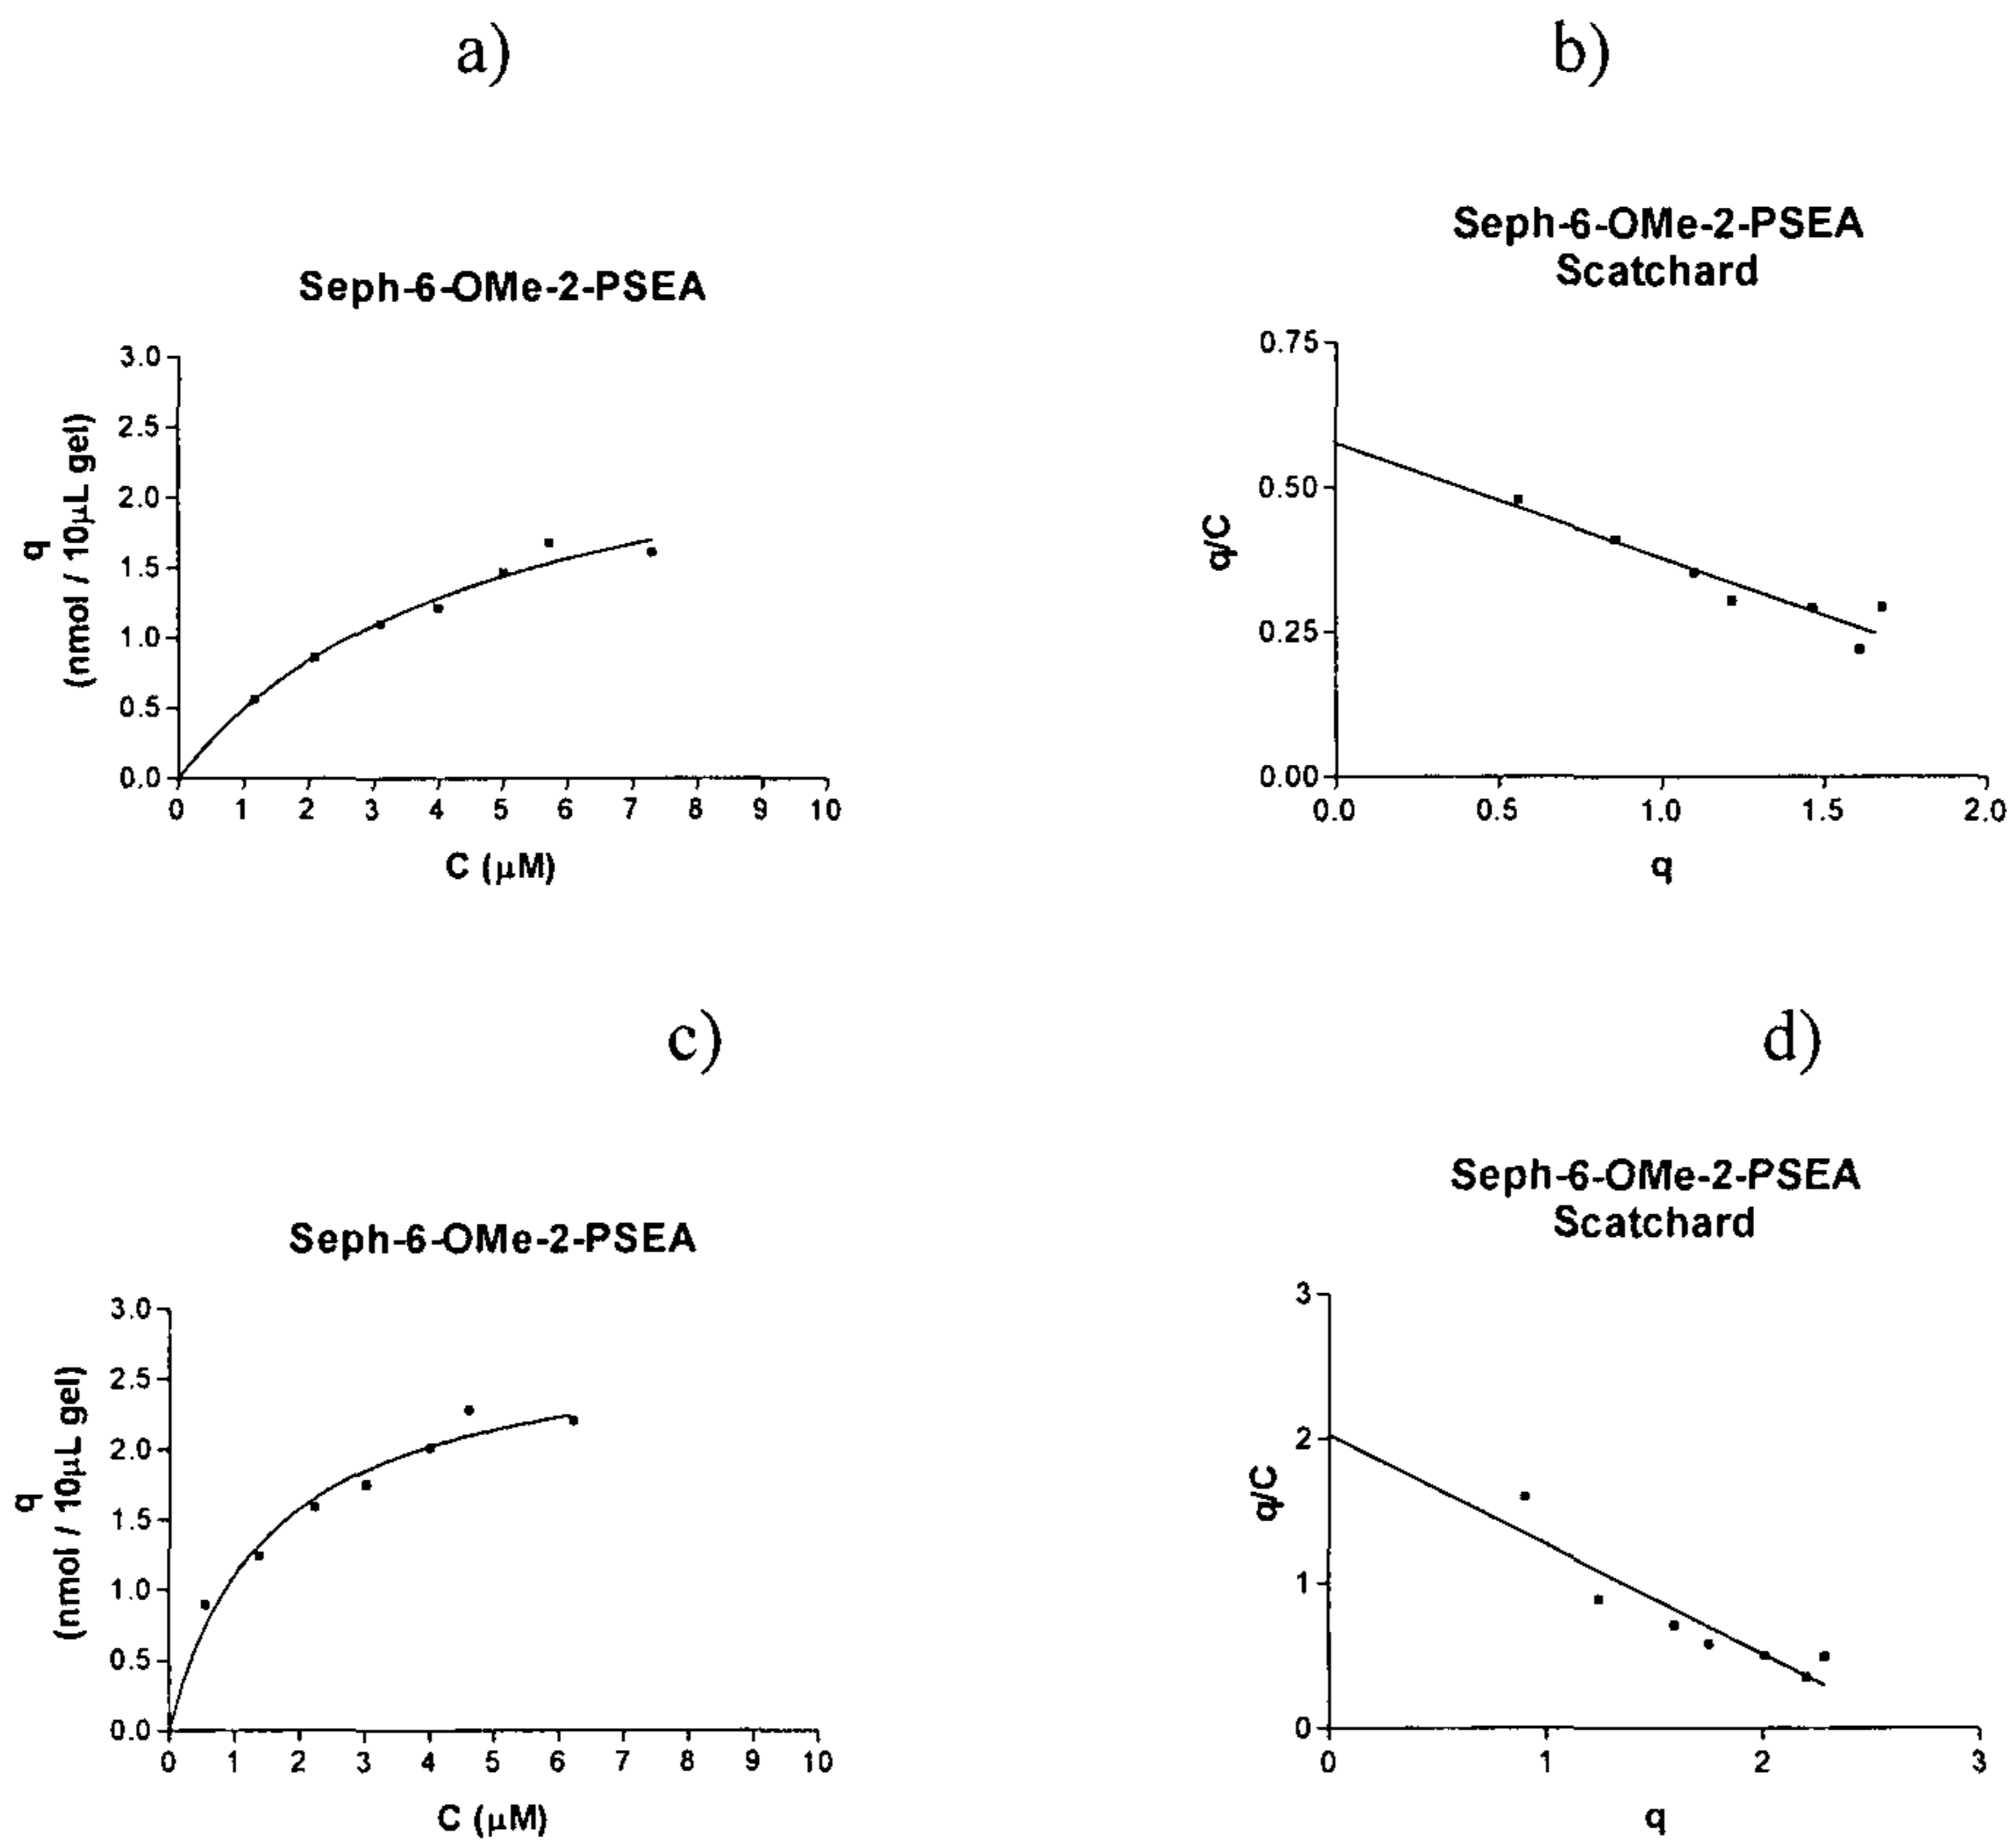 a)
b)
Seph-6-OMe-2-PSEA
Seph-6-OMe-2-PSEA
Scatchard
q
(nmol / 10μL gel)
3.0
2.5
2.0
1.5
1.0
0.5
0.0
0 1 2 3 4 5 6 7 8 9 10
C (μM)
q/C
0.75
0.50
0.25
0.00
0.0 0.5 1.0 1.5 2.0
q
c)
d)
Seph-6-OMe-2-PSEA
Seph-6-OMe-2-PSEA
Scatchard
q
(nmol / 10μL gel)
3.0
2.5
2.0
1.5
1.0
0.5
0.0
0 1 2 3 4 5 6 7 8 9 10
C (μM)
q/C
3
2
1
0
0 1 2 3
q